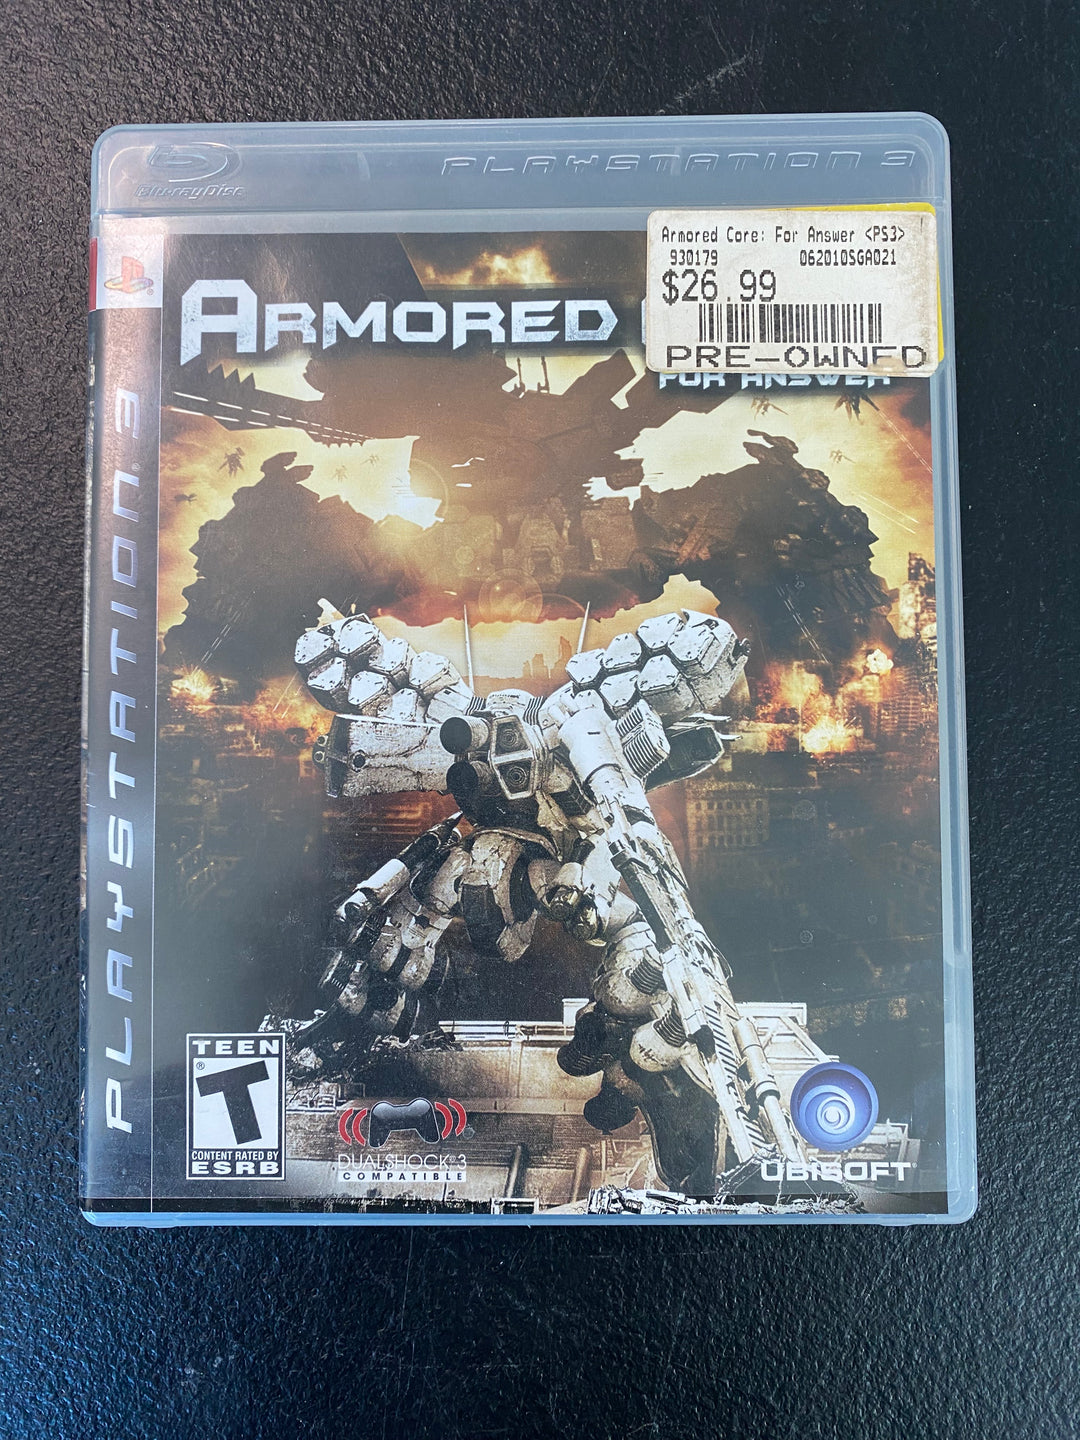 Blu-ray Disc
PLAYSTATION 3
Armored Core: For Answer <PS3>
930179 062010SGA021
$26.99
PRE-OWNED
ARMORED
FOR ANSWER
PLAYSTATION®3
TEEN
T
®
CONTENT RATED BY
ESRB
DUALSHOCK®3
COMPATIBLE
UBISOFT®